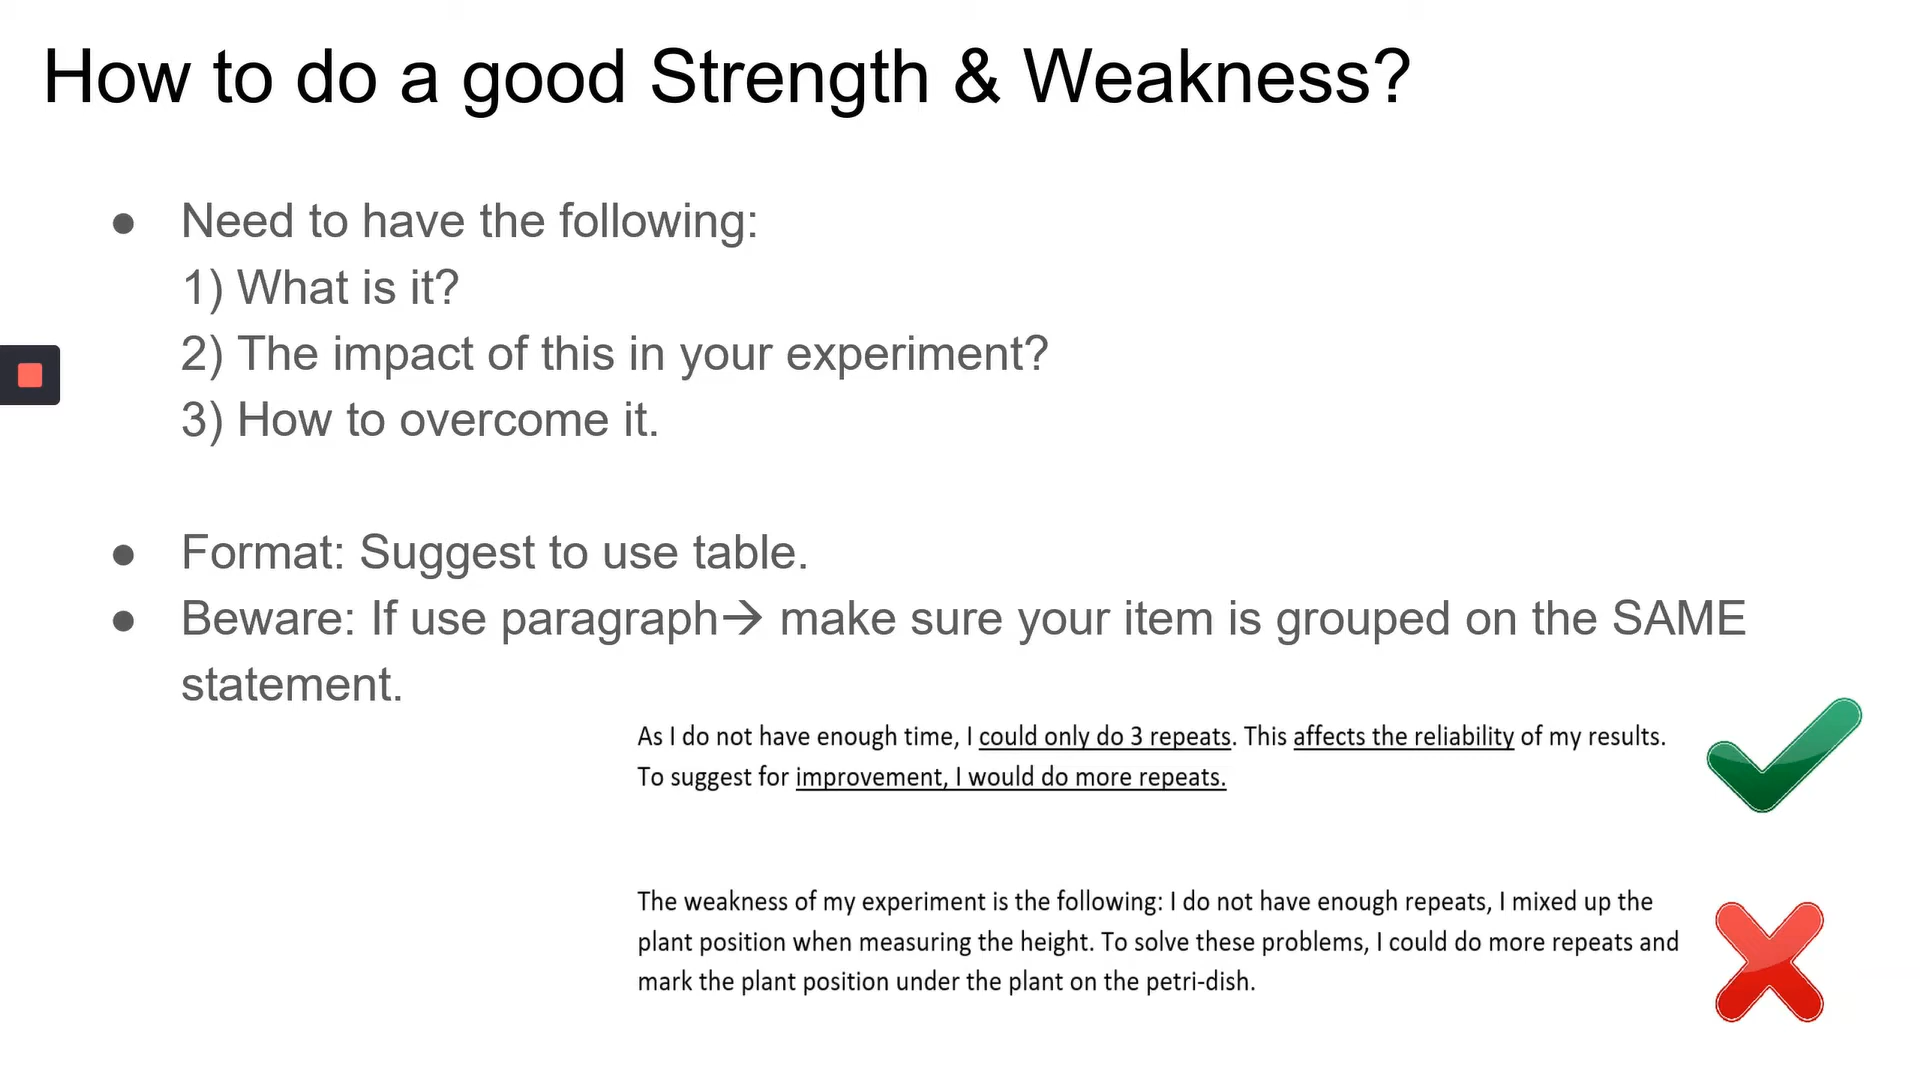 How to do a good Strength & Weakness?
● Need to have the following:
1) What is it?
2) The impact of this in your experiment?
3) How to overcome it.
● Format: Suggest to use table.
● Beware: If use paragraph→ make sure your item is grouped on the SAME
statement.
As I do not have enough time, I could only do 3 repeats. This affects the reliability of my results.
To suggest for improvement, I would do more repeats.
The weakness of my experiment is the following: I do not have enough repeats, I mixed up the
plant position when measuring the height. To solve these problems, I could do more repeats and
mark the plant position under the plant on the petri-dish.